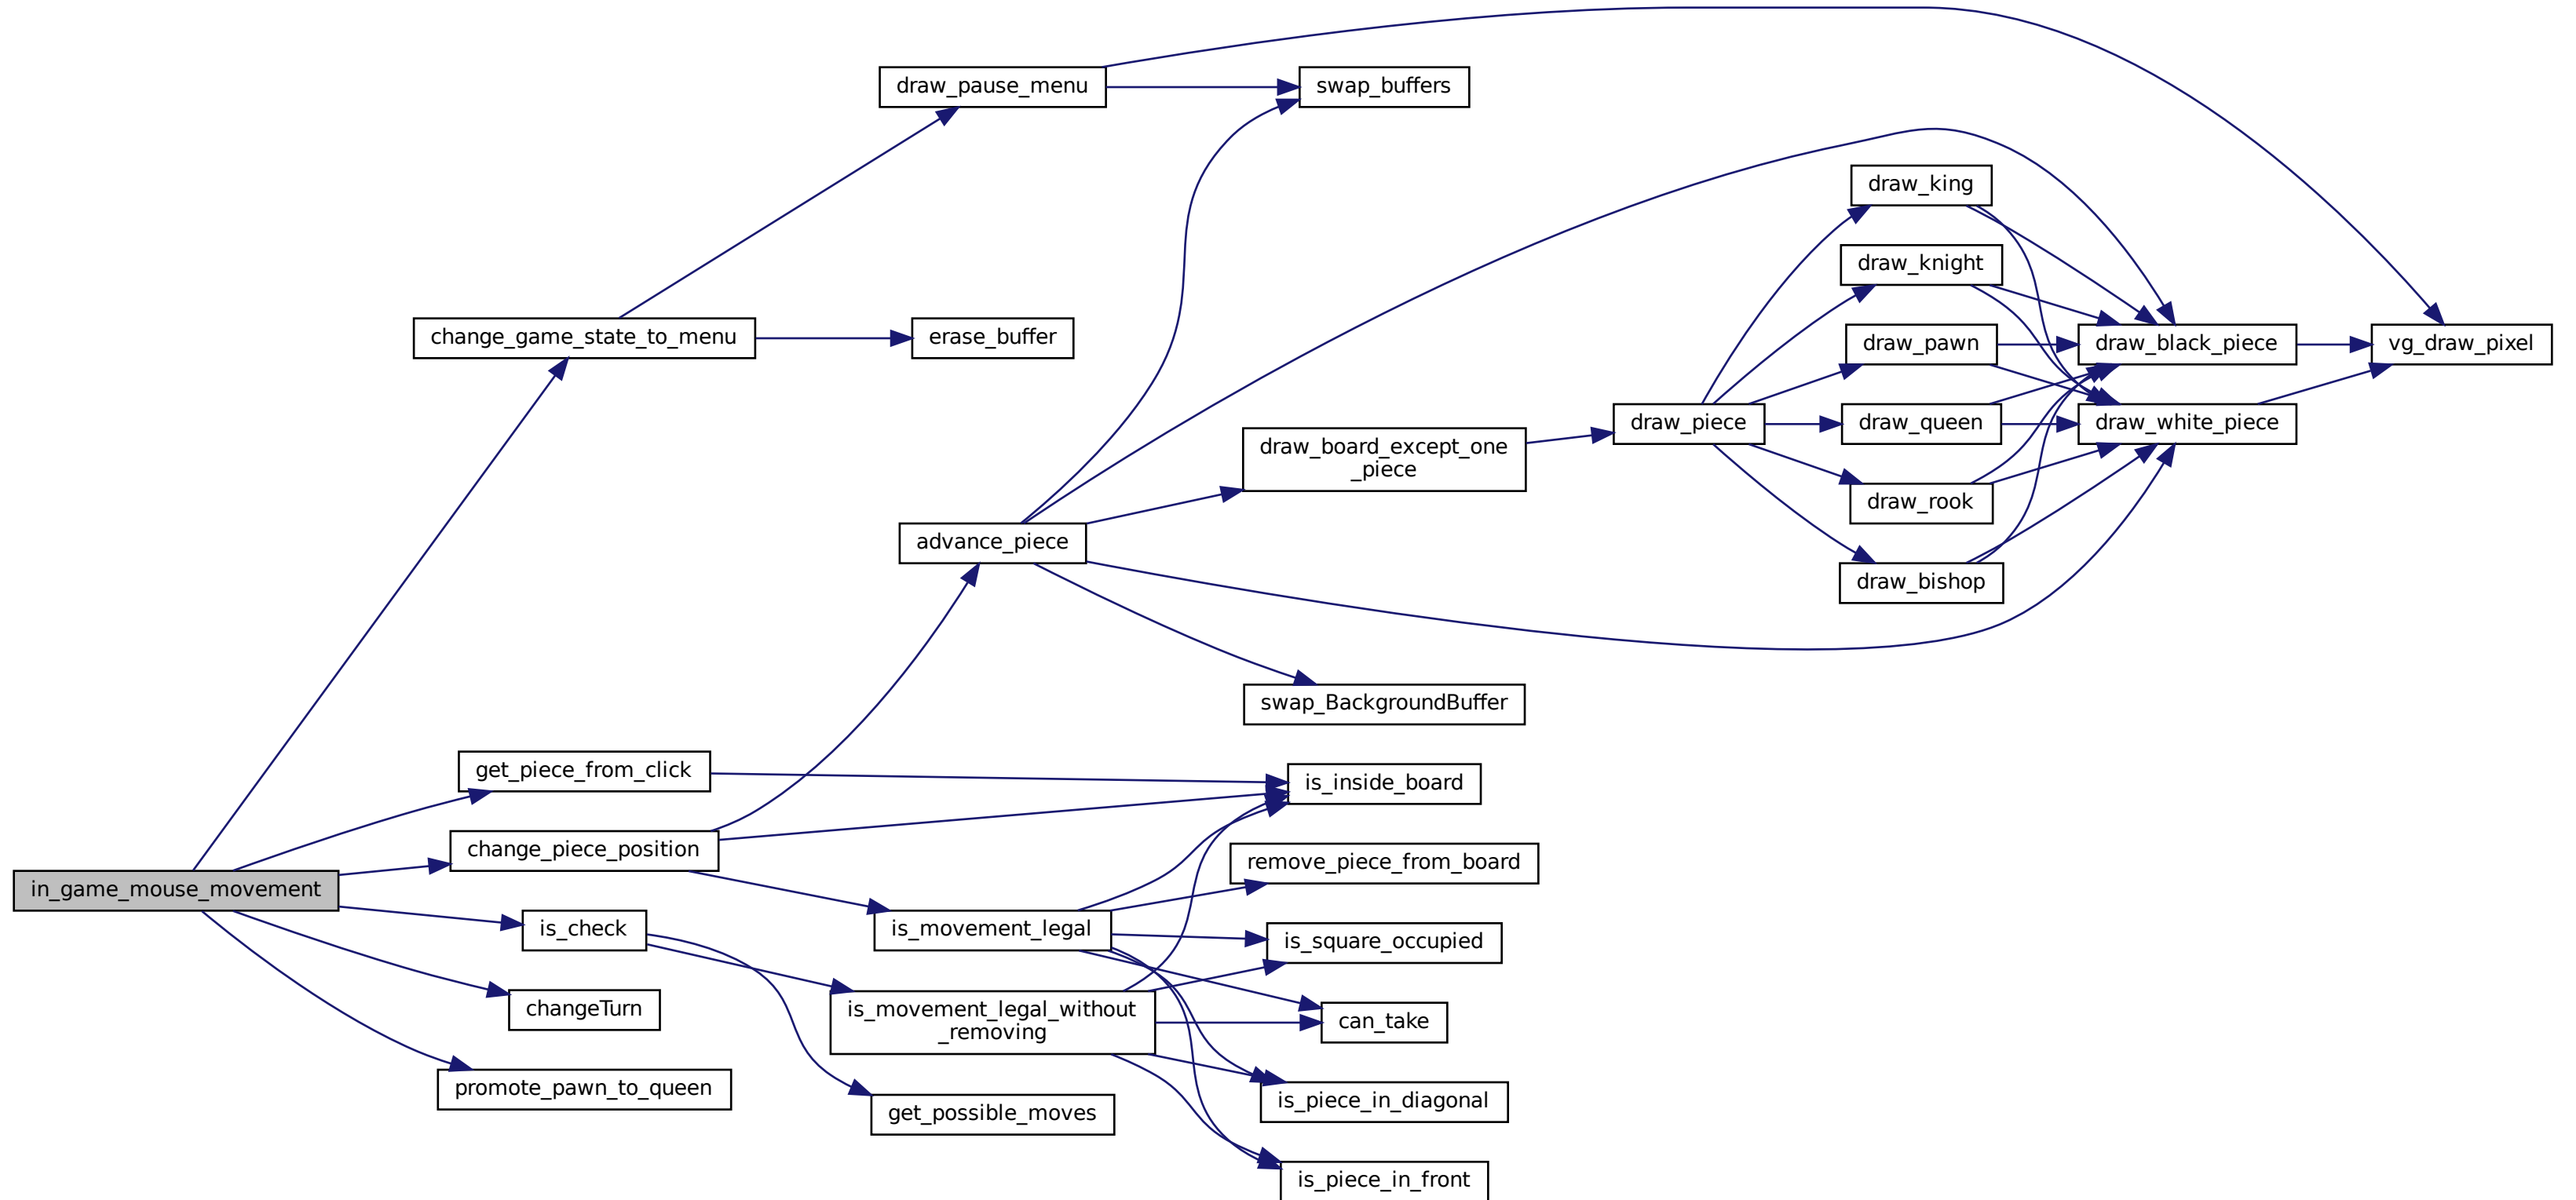 draw_pause_menu
swap_buffers
draw_king
draw_knight
change_game_state_to_menu
erase_buffer
draw_pawn
draw_black_piece
vg_draw_pixel
draw_piece
draw_queen
draw_white_piece
draw_board_except_one
_piece
draw_rook
advance_piece
draw_bishop
swap_BackgroundBuffer
get_piece_from_click
is_inside_board
change_piece_position
remove_piece_from_board
in_game_mouse_movement
is_check
is_movement_legal
is_square_occupied
changeTurn
is_movement_legal_without
_removing
can_take
promote_pawn_to_queen
get_possible_moves
is_piece_in_diagonal
is_piece_in_front